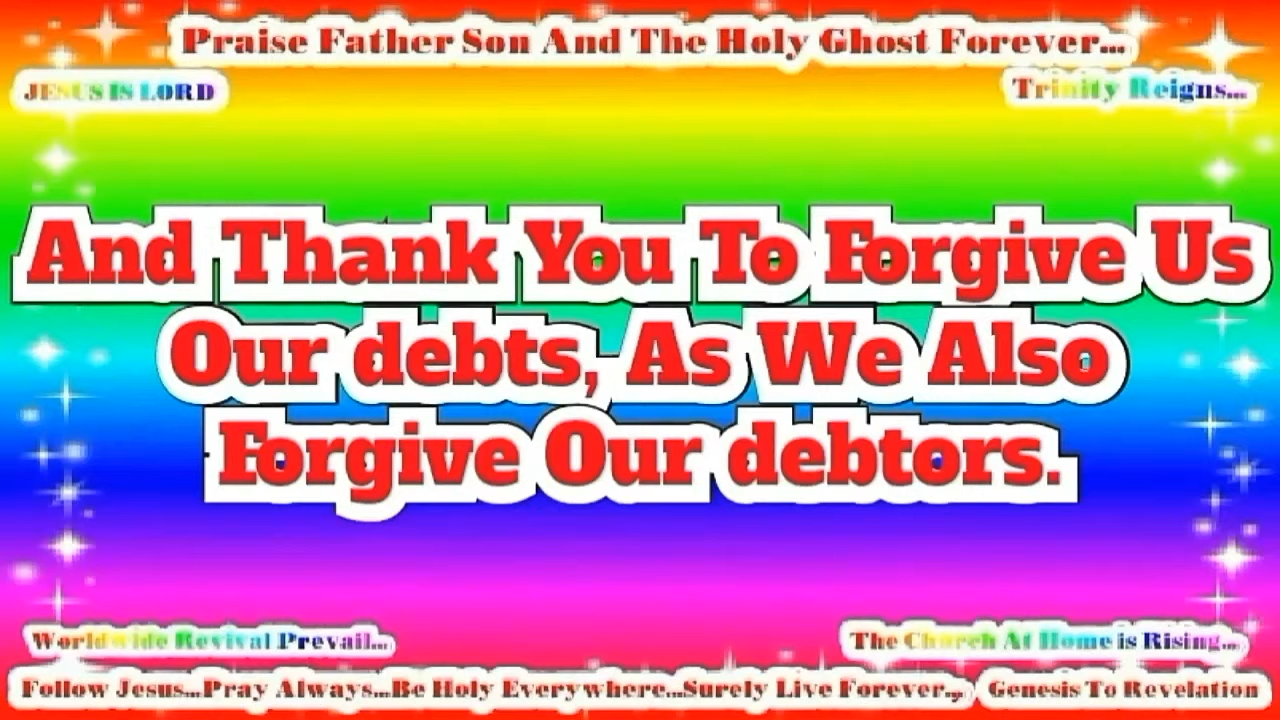 Praise Father Son And The Holy Ghost Forever...
JESUS IS LORD
Trinity Reigns...
And Thank You To Forgive Us
Our debts, As We Also
Forgive Our debtors.
Worldwide Revival Prevail...
The Church At Home is Rising...
Follow Jesus...Pray Always...Be Holy Everywhere...Surely Live Forever...
Genesis To Revelation